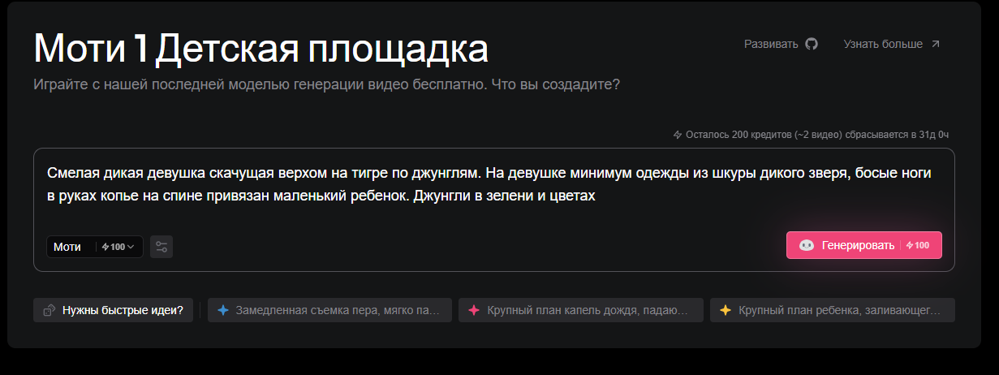 Моти 1 Детская площадка
Развивать
Узнать больше
Играйте с нашей последней моделью генерации видео бесплатно. Что вы создадите?
Осталось 200 кредитов (~2 видео) сбрасывается в 31д 0ч
Смелая дикая девушка скачущая верхом на тигре по джунглям. На девушке минимум одежды из шкуры дикого зверя, босые ноги
в руках копье на спине привязан маленький ребенок. Джунгли в зелени и цветах
Моти 100
Генерировать 100
Нужны быстрые идеи?
Замедленная съемка пера, мягко па...
Крупный план капель дождя, падаю...
Крупный план ребенка, заливающег...